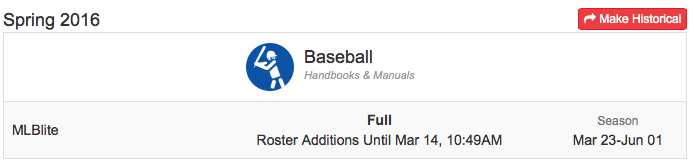 Spring 2016
Make Historical
Baseball
Handbooks & Manuals
MLBlite
Full
Roster Additions Until Mar 14, 10:49AM
Season
Mar 23-Jun 01